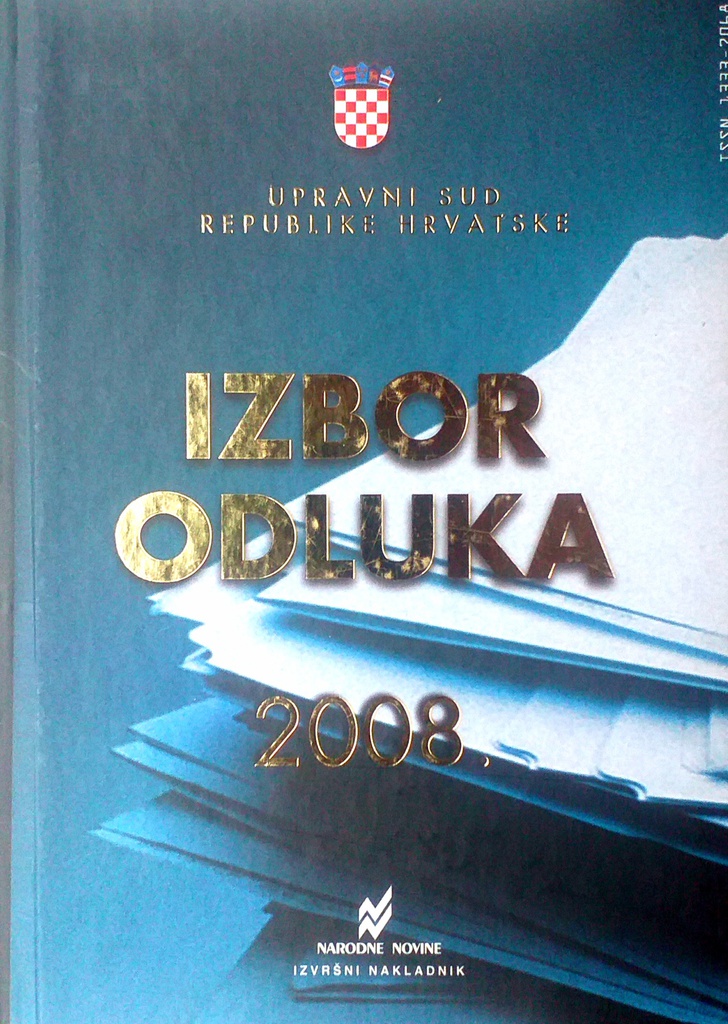 UPRAVNI SUD
REPUBLIKE HRVATSKE
IZBOR
ODLUKA
2008.
NARODNE NOVINE
IZVRŠNI NAKLADNIK